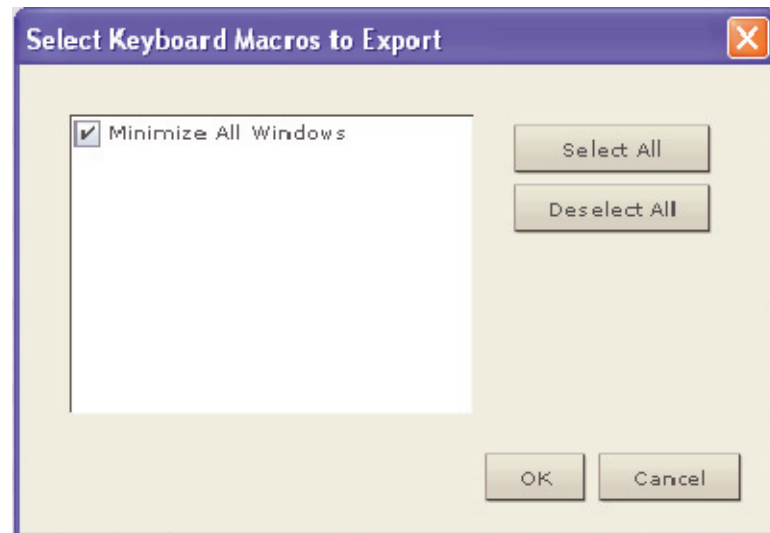 Select Keyboard Macros to Export
Minimize All Windows
Select All
Deselect All
OK
Cancel